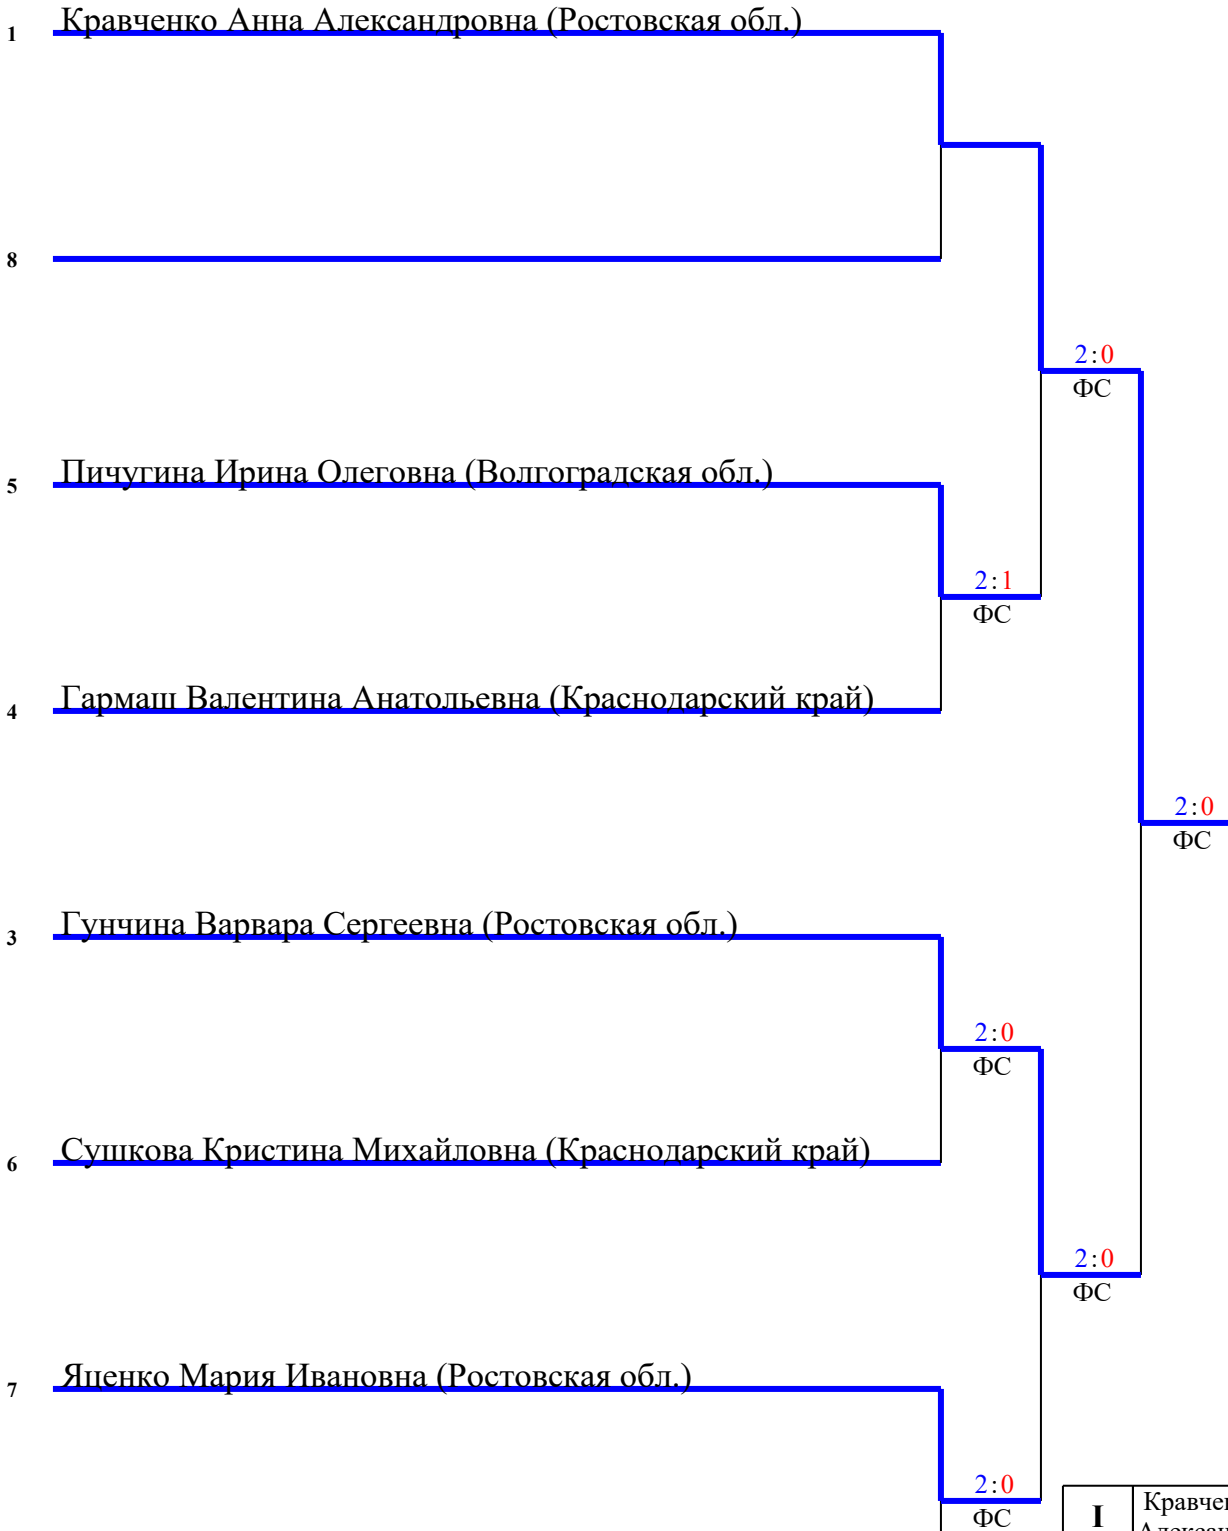 1 Кравченко Анна Александровна (Ростовская обл.)
8
2:0
ФС
5 Пичугина Ирина Олеговна (Волгоградская обл.)
2:1
ФС
4 Гармаш Валентина Анатольевна (Краснодарский край)
2:0
ФС
3 Гунчина Варвара Сергеевна (Ростовская обл.)
2:0
ФС
6 Сушкова Кристина Михайловна (Краснодарский край)
2:0
ФС
7 Яценко Мария Ивановна (Ростовская обл.)
2:0
ФС
I